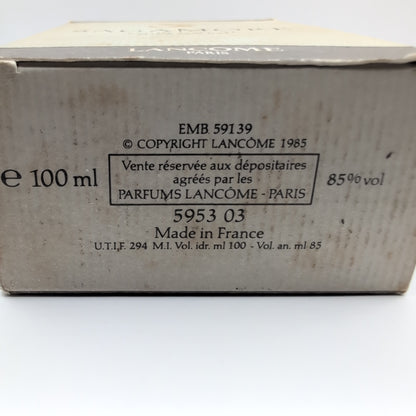 LANCÔME
PARIS
EMB 59139
© COPYRIGHT LANCÔME 1985
Vente réservée aux dépositaires
agréés par les
PARFUMS LANCÔME - PARIS
℮ 100 ml
85% vol
5953 03
Made in France
U.T.I.F. 294 M.I. Vol. idr. ml 100 - Vol. an. ml 85